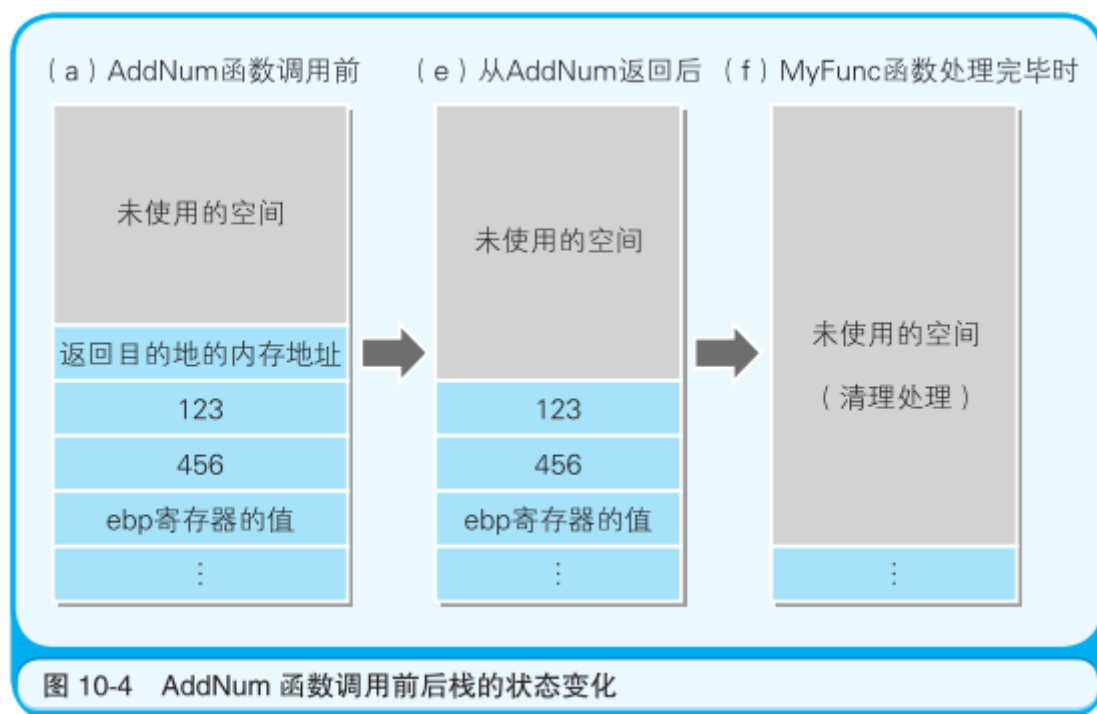 (a)AddNum函数调用前
(e)从AddNum返回后
(f)MyFunc函数处理完毕时
未使用的空间
返回目的地的内存地址
123
456
ebp寄存器的值
⋮
未使用的空间
123
456
ebp寄存器的值
⋮
未使用的空间
(清理处理)
⋮
图 10-4 AddNum 函数调用前后栈的状态变化